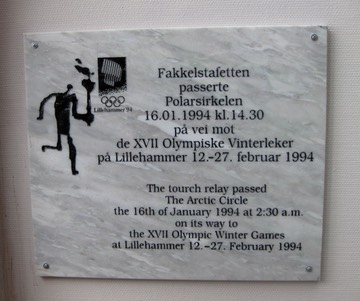 Lillehammer '94
Fakkelstafetten
passerte
Polarsirkelen
16.01.1994 kl.14.30
på vei mot
de XVII Olympiske Vinterleker
på Lillehammer 12.-27. februar 1994
The tourch relay passed
The Arctic Circle
the 16th of January 1994 at 2:30 a.m.
on its way to
the XVII Olympic Winter Games
at Lillehammer 12.-27. February 1994